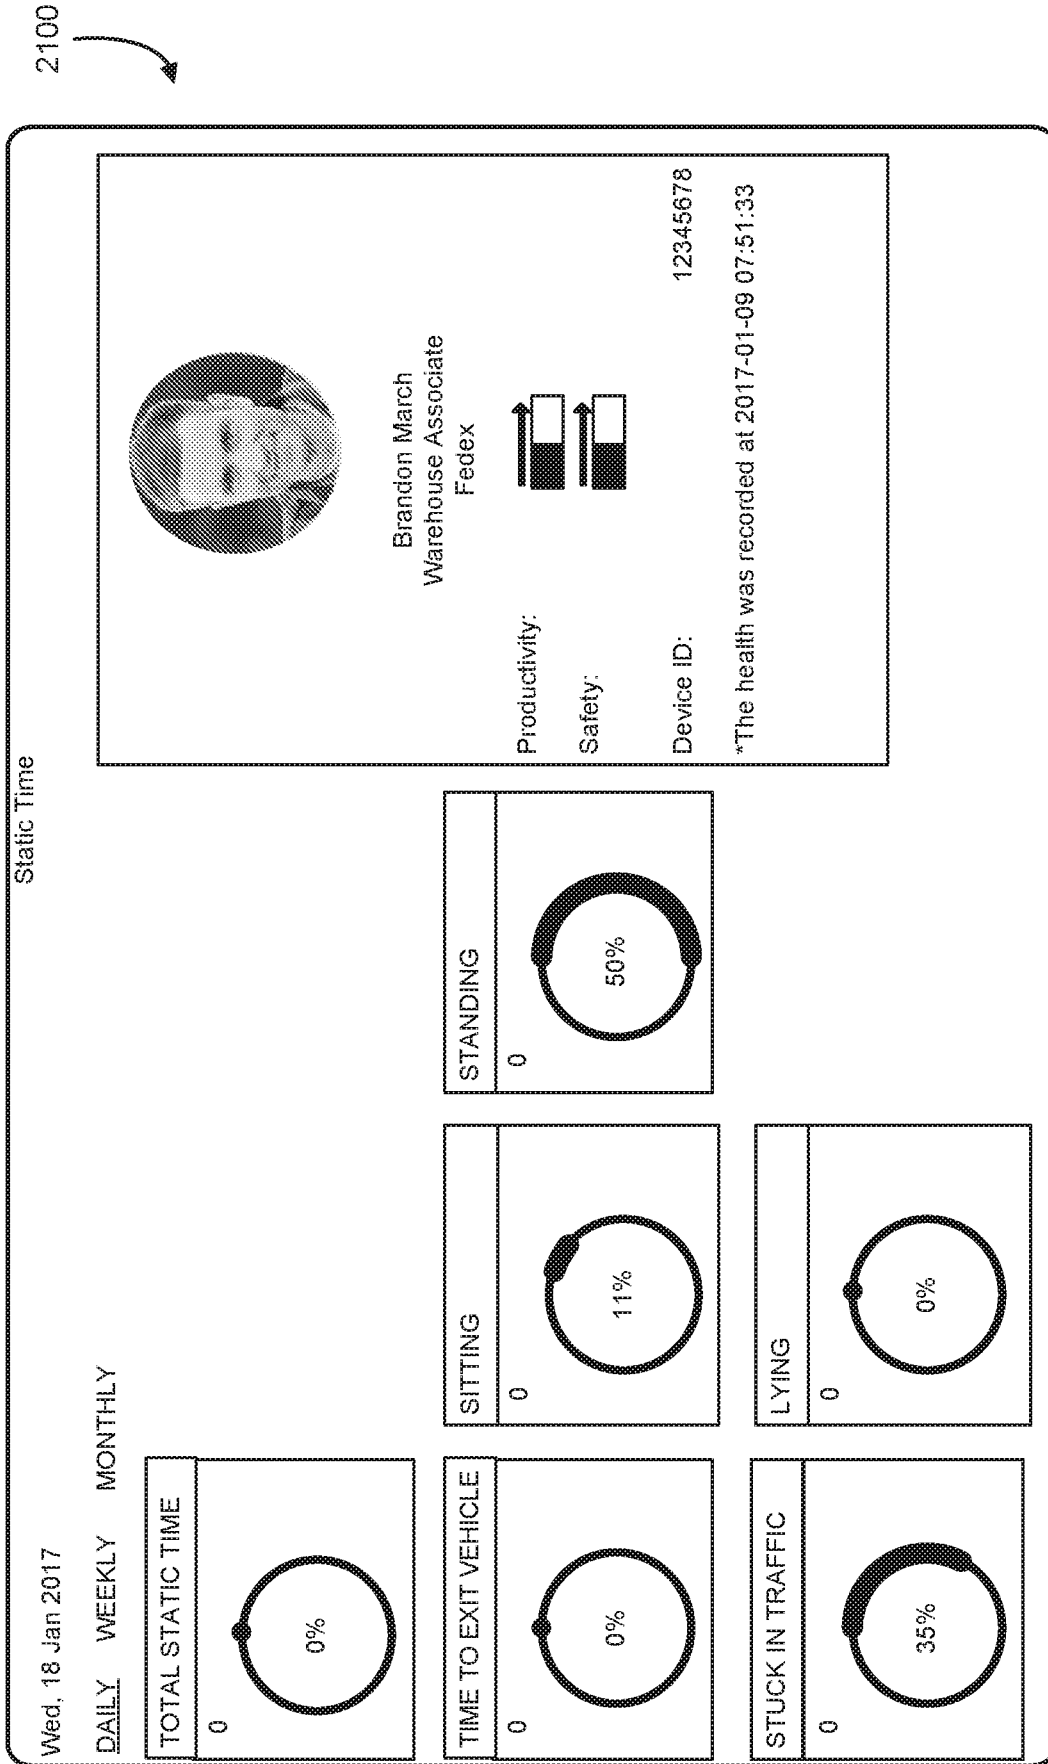 2100
Static Time
Wed, 18 Jan 2017
DAILY WEEKLY MONTHLY
TOTAL STATIC TIME
0
0%
TIME TO EXIT VEHICLE
0
0%
SITTING
0
11%
STANDING
0
50%
STUCK IN TRAFFIC
0
35%
LYING
0
0%
Brandon March
Warehouse Associate
Fedex
Productivity:
Safety:
Device ID: 12345678
*The health was recorded at 2017-01-09 07:51:33